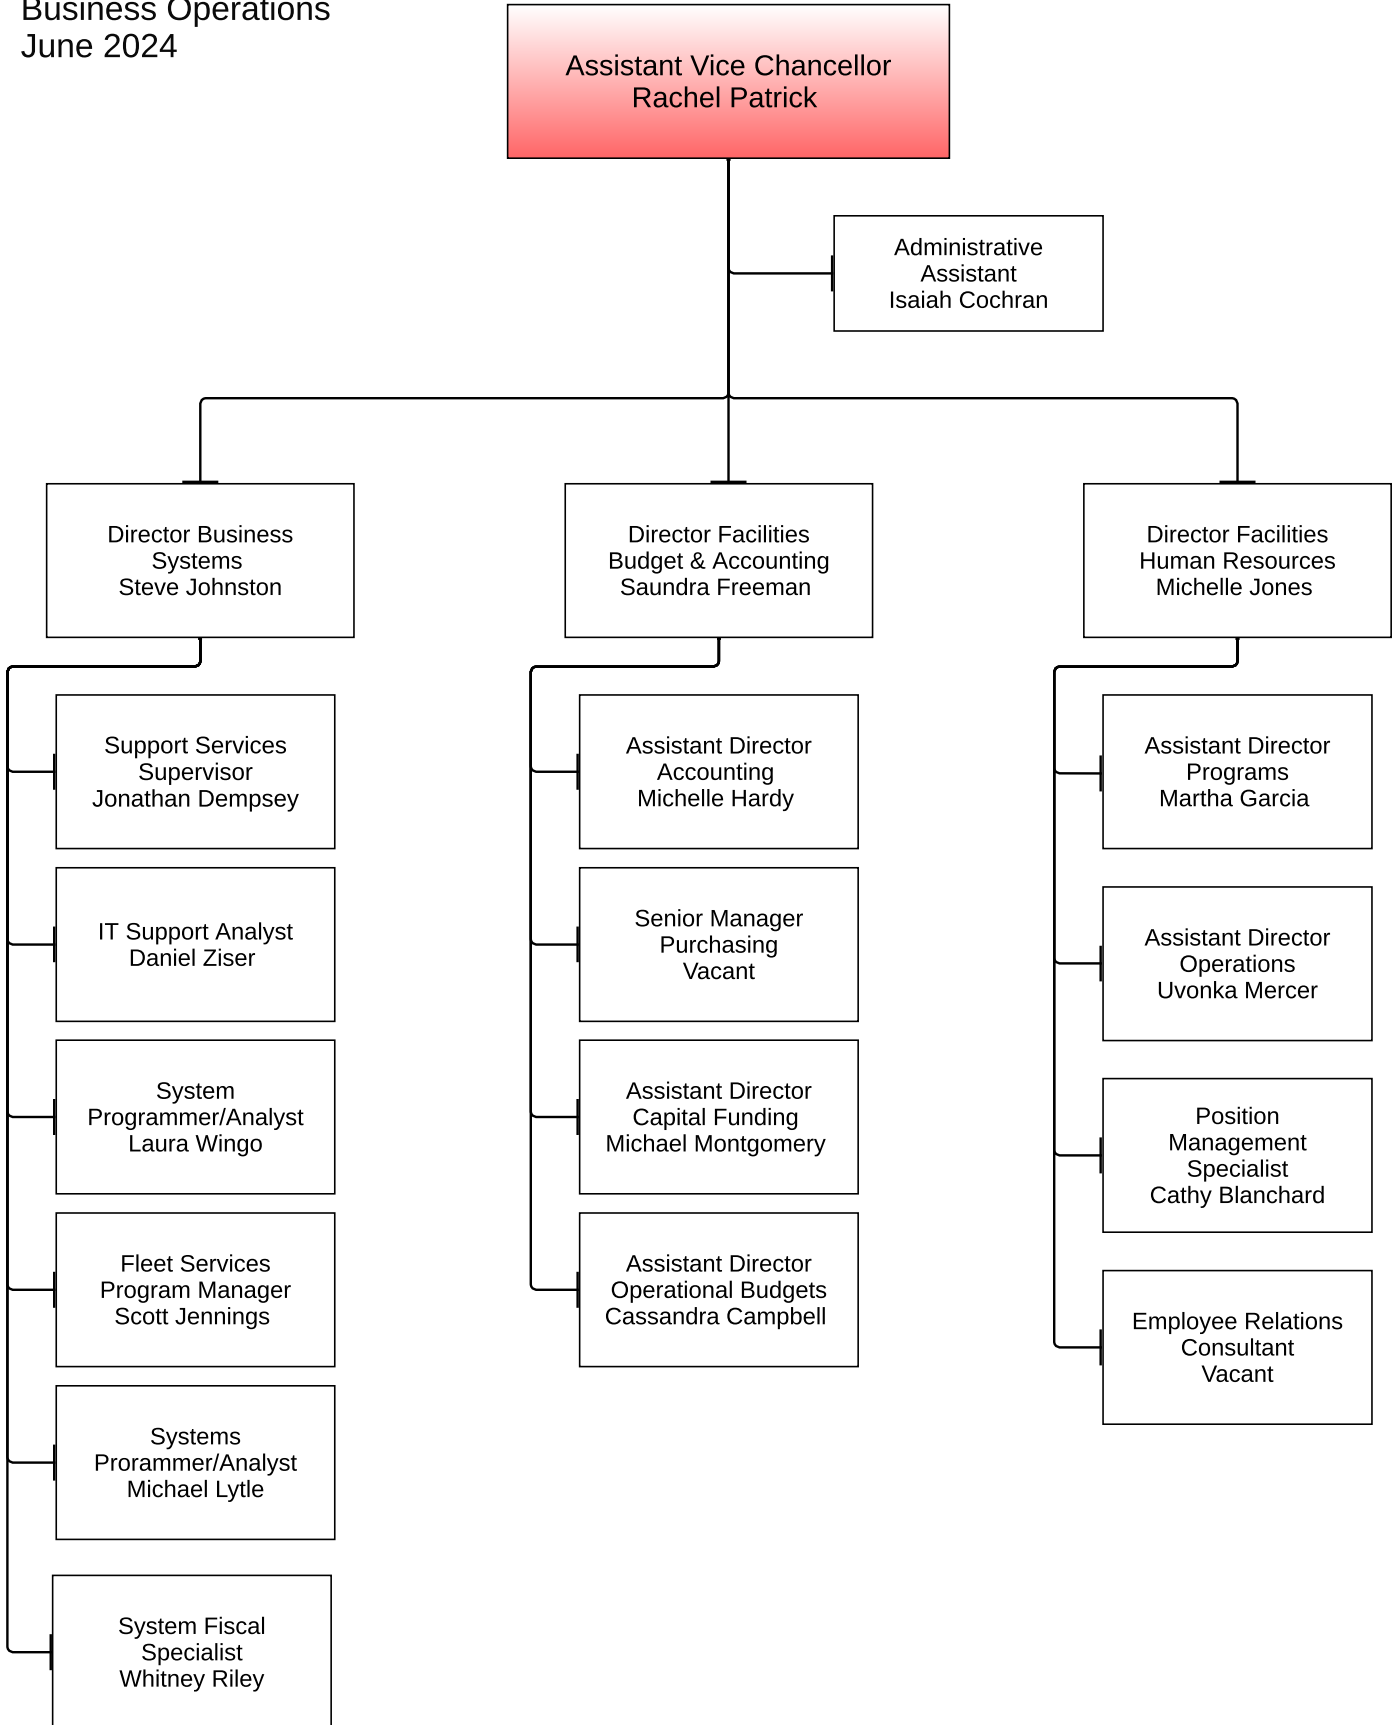 Business Operations
June 2024
Assistant Vice Chancellor
Rachel Patrick
Administrative
Assistant
Isaiah Cochran
Director Business
Systems
Steve Johnston
Director Facilities
Budget & Accounting
Saundra Freeman
Director Facilities
Human Resources
Michelle Jones
Support Services
Supervisor
Jonathan Dempsey
IT Support Analyst
Daniel Ziser
System
Programmer/Analyst
Laura Wingo
Fleet Services
Program Manager
Scott Jennings
Systems
Prorammer/Analyst
Michael Lytle
System Fiscal
Specialist
Whitney Riley
Assistant Director
Accounting
Michelle Hardy
Senior Manager
Purchasing
Vacant
Assistant Director
Capital Funding
Michael Montgomery
Assistant Director
Operational Budgets
Cassandra Campbell
Assistant Director
Programs
Martha Garcia
Assistant Director
Operations
Uvonka Mercer
Position
Management
Specialist
Cathy Blanchard
Employee Relations
Consultant
Vacant